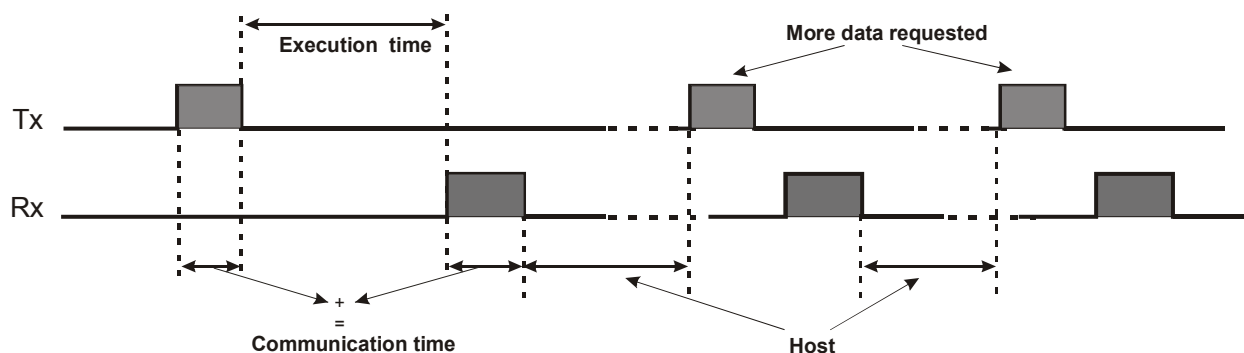 Execution time
More data requested
Tx
Rx
+
=
Communication time
Host